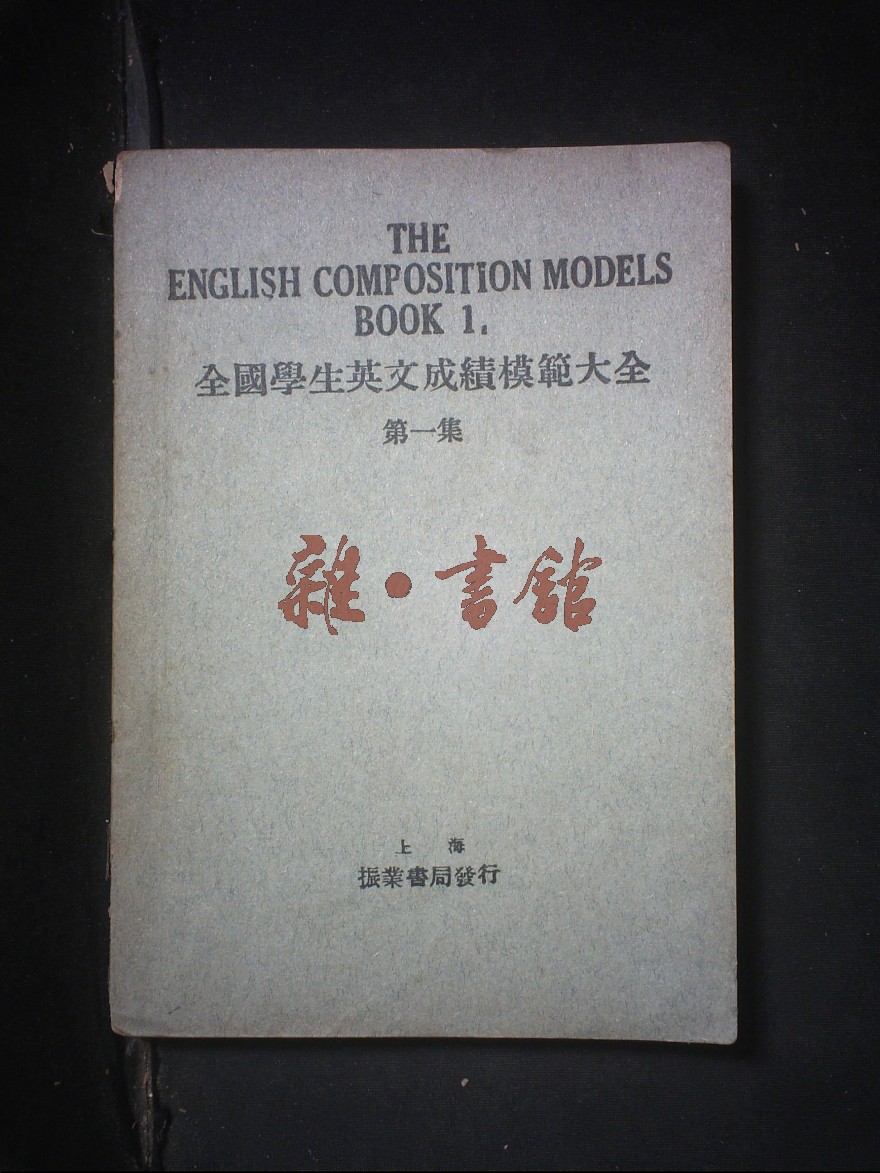 THE
ENGLISH COMPOSITION MODELS
BOOK 1.
全國學生英文成績模範大全
第一集
雜·書館
上海
振業書局發行